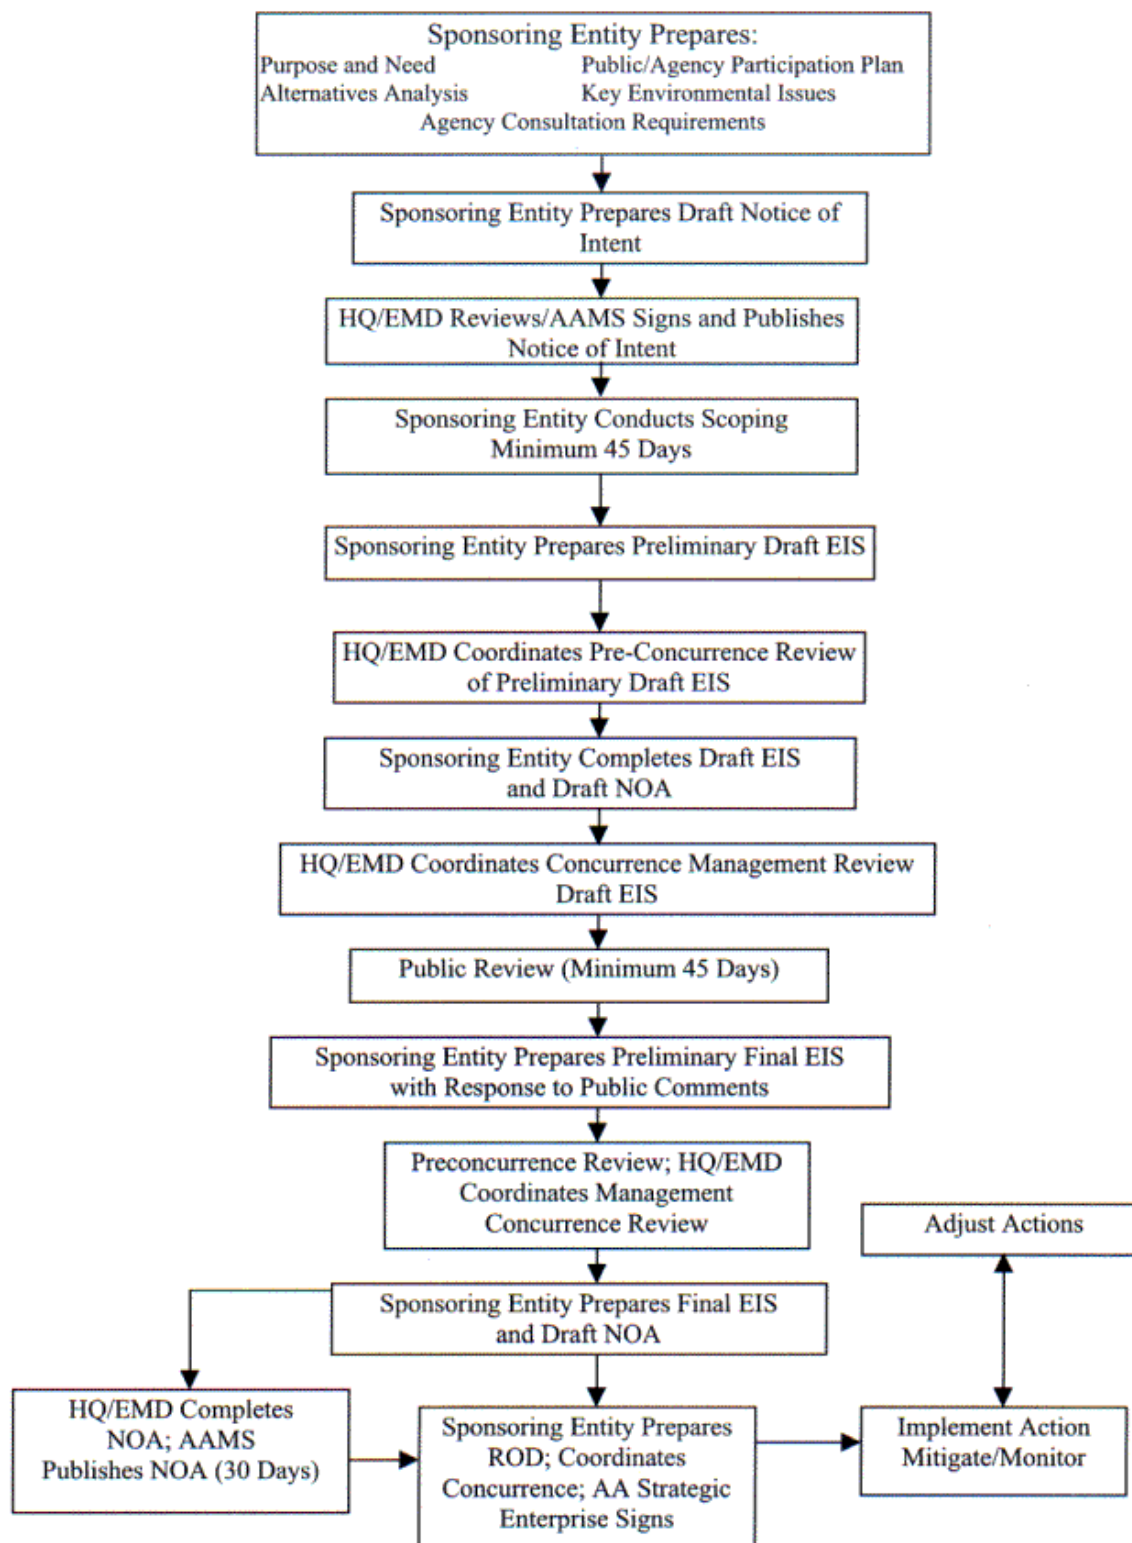 Sponsoring Entity Prepares:
Purpose and Need Public/Agency Participation Plan
Alternatives Analysis Key Environmental Issues
Agency Consultation Requirements
Sponsoring Entity Prepares Draft Notice of
Intent
HQ/EMD Reviews/AAMS Signs and Publishes
Notice of Intent
Sponsoring Entity Conducts Scoping
Minimum 45 Days
Sponsoring Entity Prepares Preliminary Draft EIS
HQ/EMD Coordinates Pre-Concurrence Review
of Preliminary Draft EIS
Sponsoring Entity Completes Draft EIS
and Draft NOA
HQ/EMD Coordinates Concurrence Management Review
Draft EIS
Public Review (Minimum 45 Days)
Sponsoring Entity Prepares Preliminary Final EIS
with Response to Public Comments
Preconcurrence Review; HQ/EMD
Coordinates Management
Concurrence Review
Adjust Actions
Sponsoring Entity Prepares Final EIS
and Draft NOA
HQ/EMD Completes
NOA; AAMS
Publishes NOA (30 Days)
Sponsoring Entity Prepares
ROD; Coordinates
Concurrence; AA Strategic
Enterprise Signs
Implement Action
Mitigate/Monitor